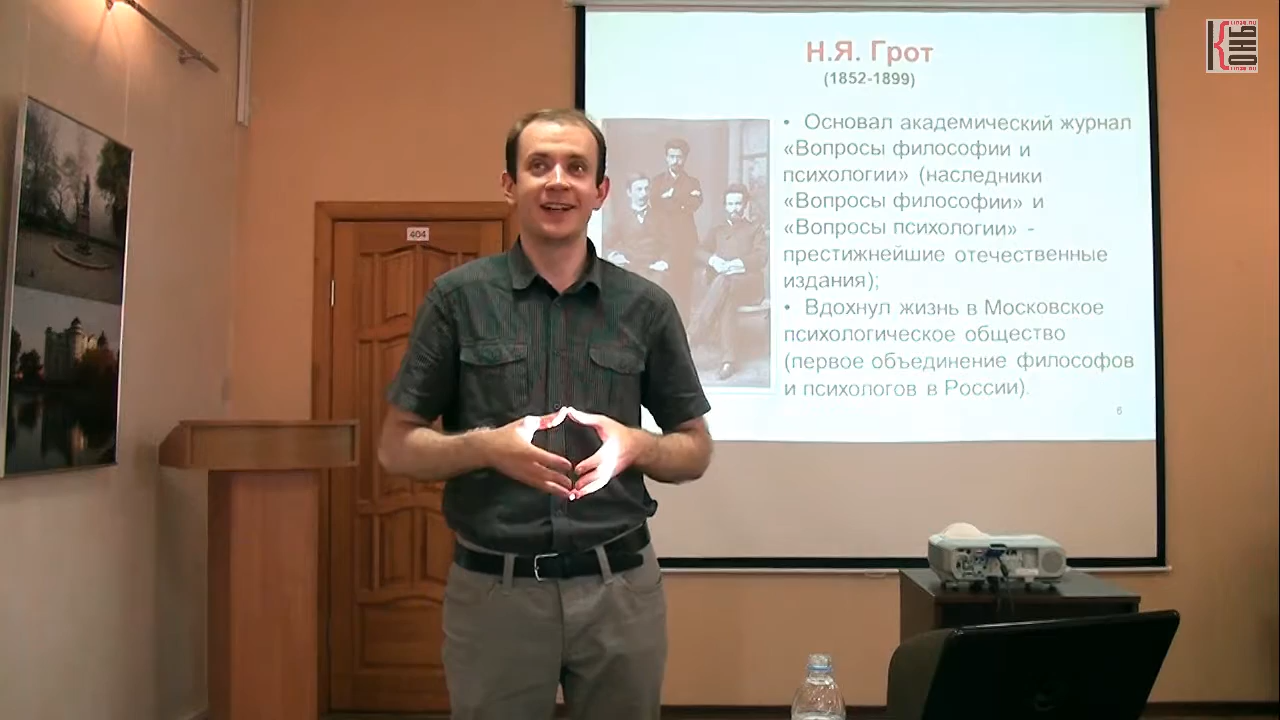 Н.Я. Грот
(1852-1899)
• Основал академический журнал
«Вопросы философии и
психологии» (наследники
«Вопросы философии» и
«Вопросы психологии» -
престижнейшие отечественные
издания);
• Вдохнул жизнь в Московское
психологическое общество
(первое объединение философов
и психологов в России).
6
404
КОНБ